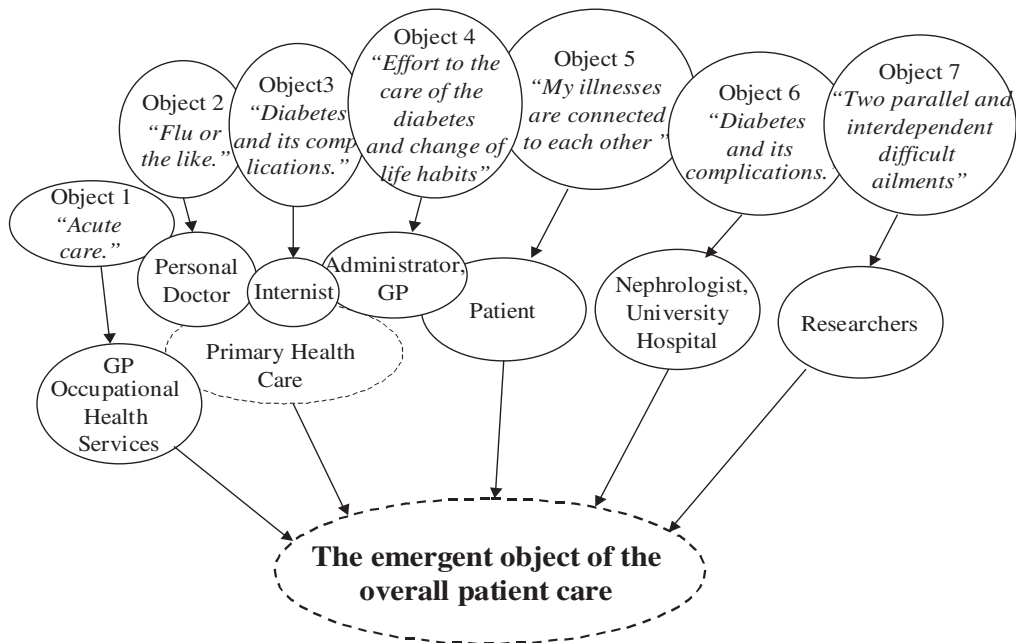 Object 1
“Acute
care.”
Object 2
“Flu or
the like.”
Object3
“Diabetes
and its comp
lications.”
Object 4
“Effort to the
care of the
diabetes
and change of
life habits”
Object 5
“My illnesses
are connected
to each other ”
Object 6
“Diabetes
and its
complications.”
Object 7
“Two parallel and
interdependent
difficult
ailments”
Personal
Doctor
Internist
Administrator,
GP
Patient
Nephrologist,
University
Hospital
Researchers
GP
Occupational
Health
Services
Primary Health
Care
The emergent object of the
overall patient care